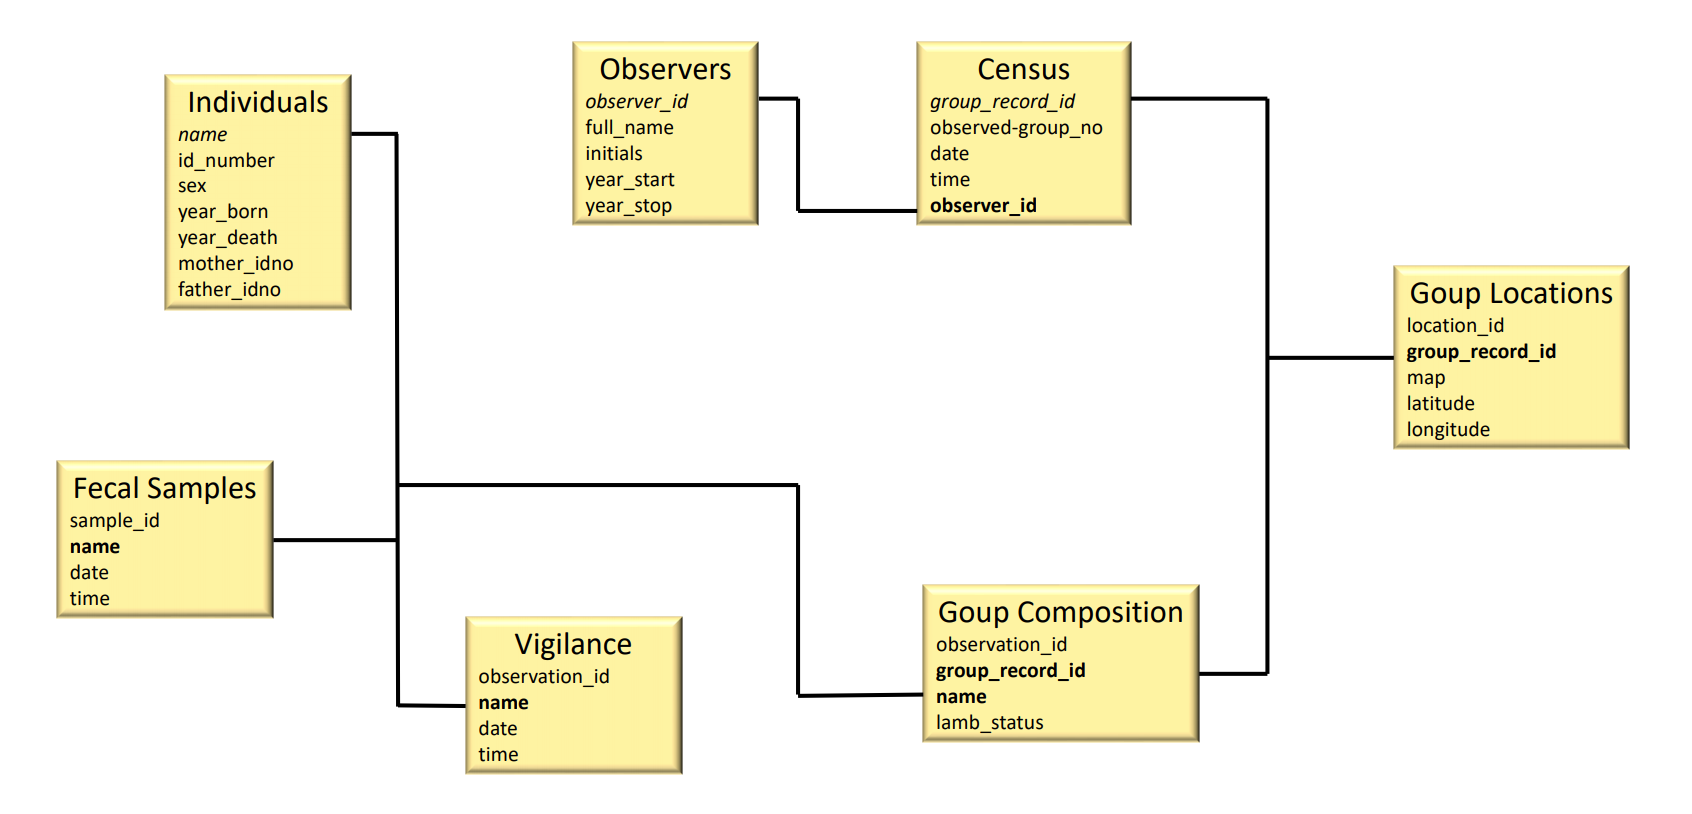 Individuals
name
id_number
sex
year_born
year_death
mother_idno
father_idno
Observers
observer_id
full_name
initials
year_start
year_stop
Census
group_record_id
observed-group_no
date
time
observer_id
Goup Locations
location_id
group_record_id
map
latitude
longitude
Fecal Samples
sample_id
name
date
time
Vigilance
observation_id
name
date
time
Goup Composition
observation_id
group_record_id
name
lamb_status